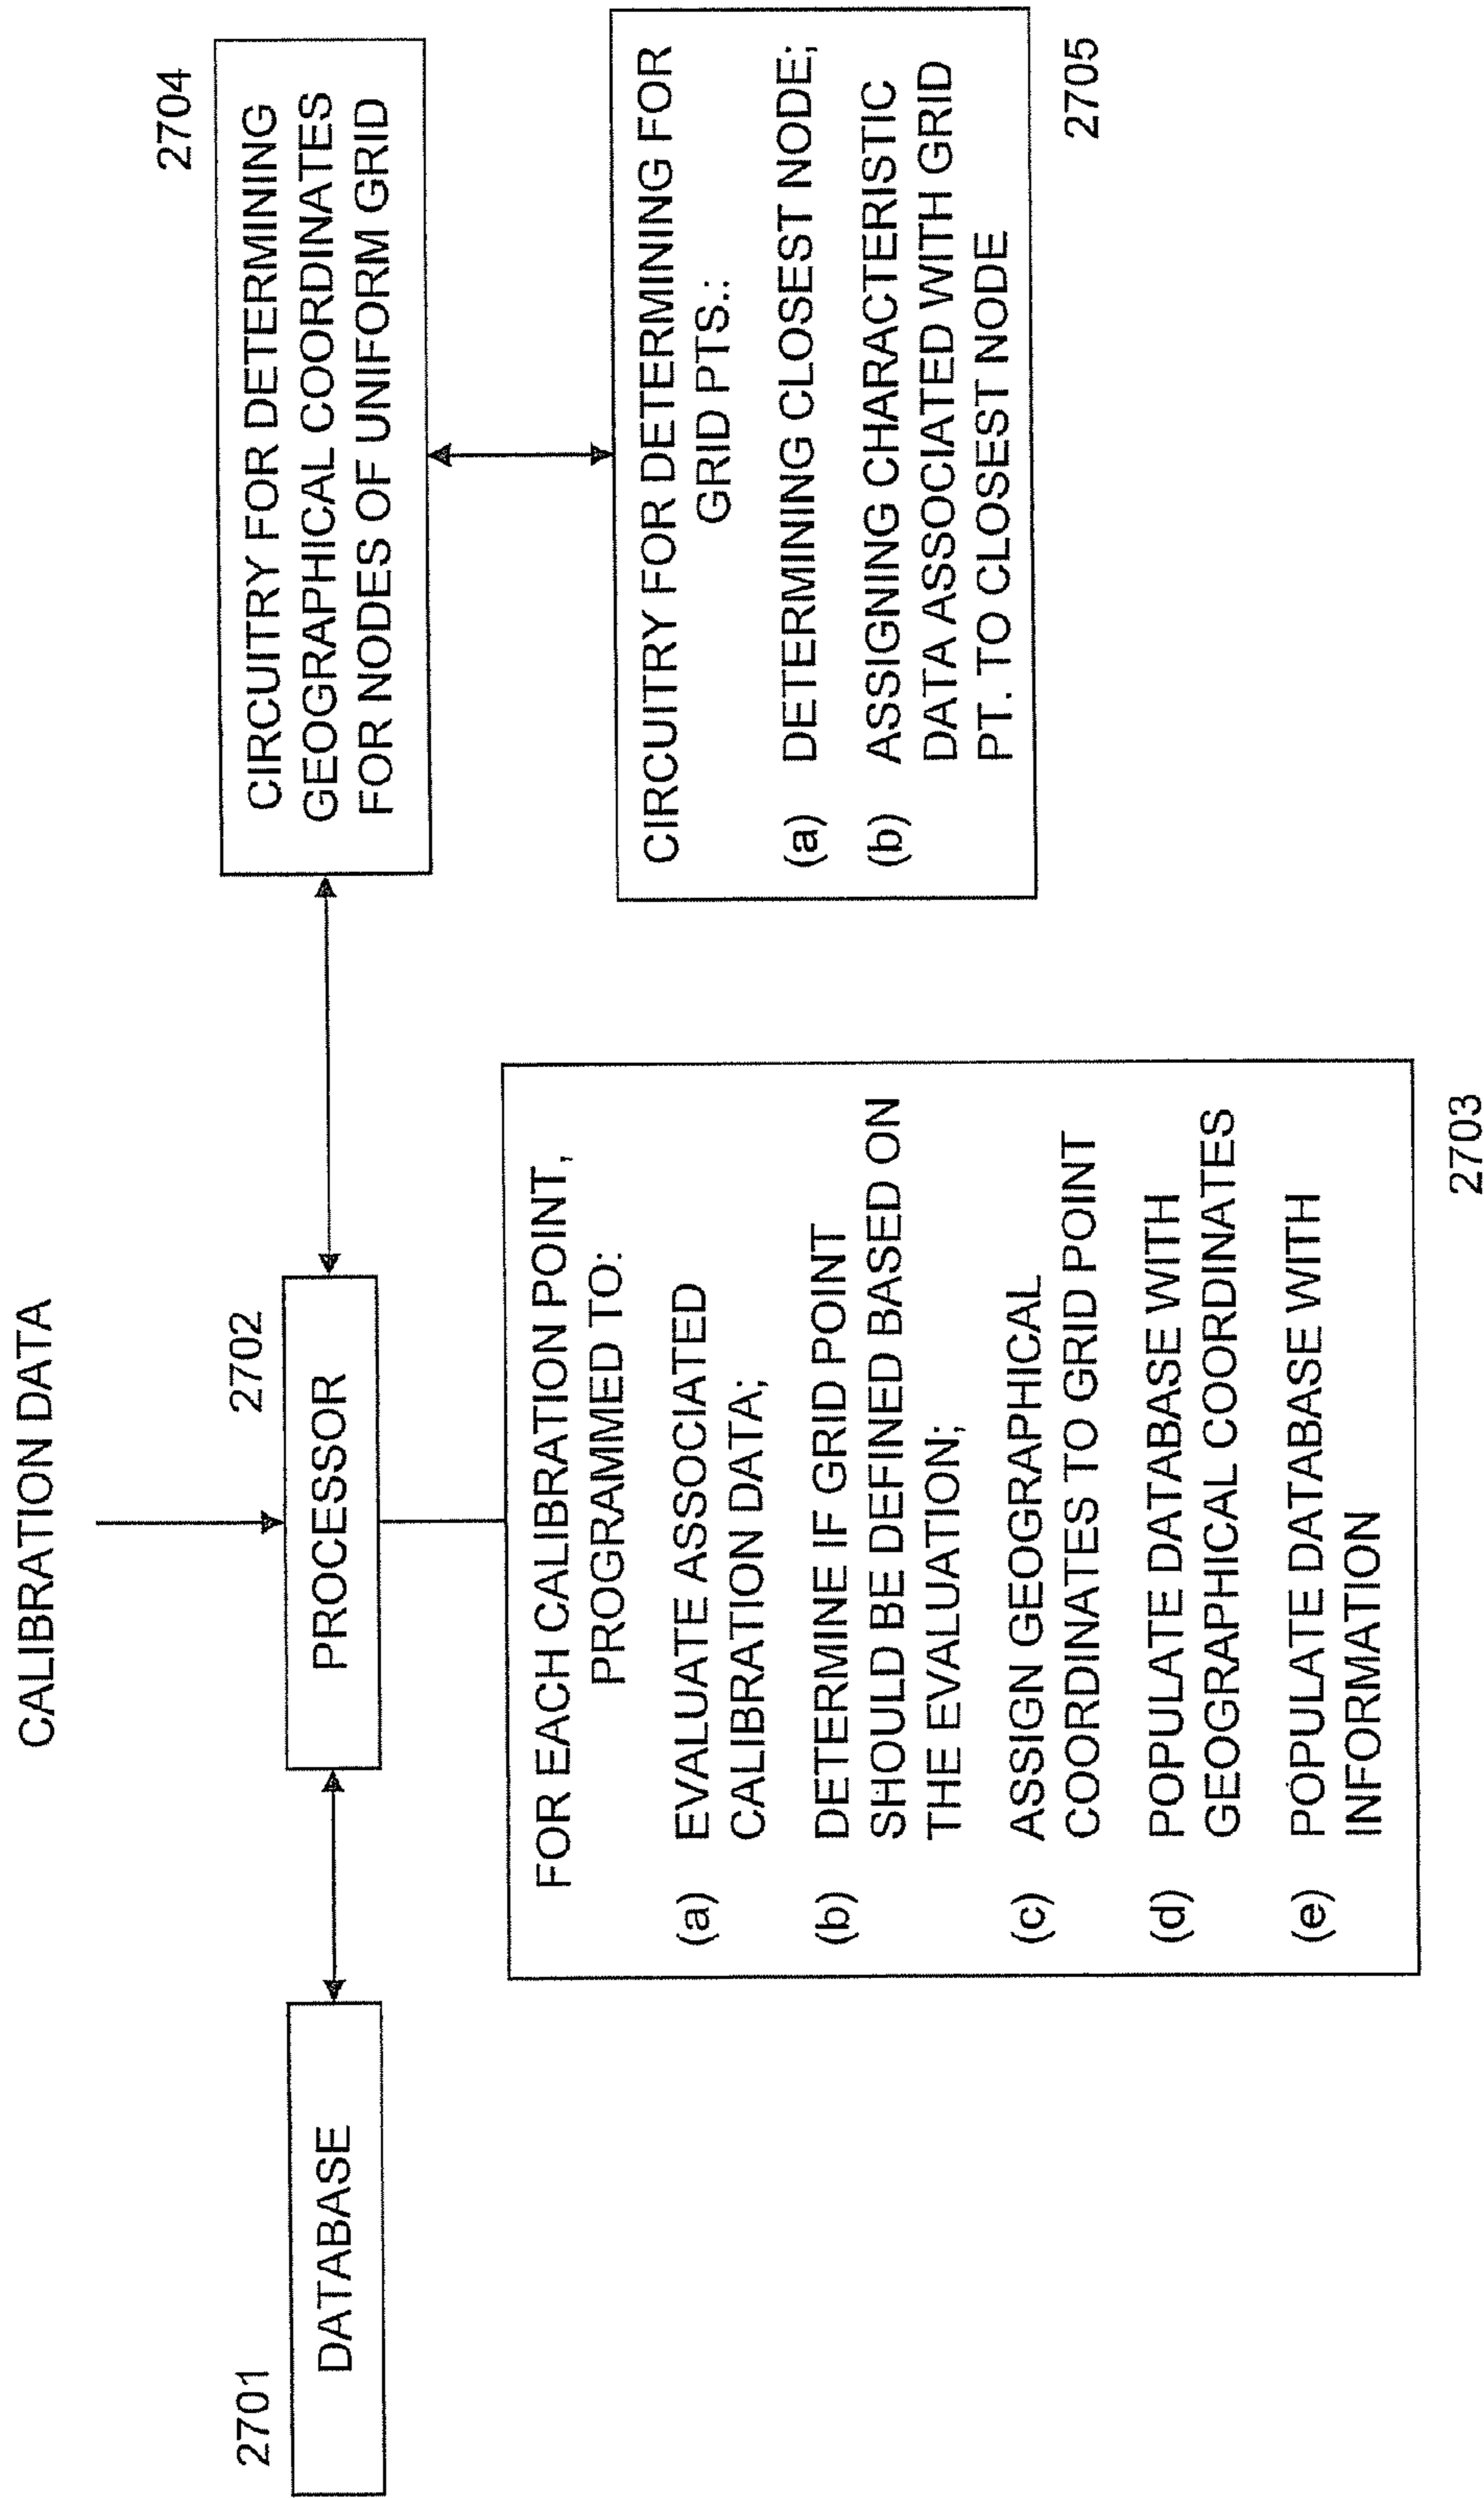 CALIBRATION DATA
2701
DATABASE
2702
PROCESSOR
2704
CIRCUITRY FOR DETERMINING
GEOGRAPHICAL COORDINATES
FOR NODES OF UNIFORM GRID
FOR EACH CALIBRATION POINT,
PROGRAMMED TO:
(a) EVALUATE ASSOCIATED
CALIBRATION DATA;
(b) DETERMINE IF GRID POINT
SHOULD BE DEFINED BASED ON
THE EVALUATION;
(c) ASSIGN GEOGRAPHICAL
COORDINATES TO GRID POINT
(d) POPULATE DATABASE WITH
GEOGRAPHICAL COORDINATES
(e) POPULATE DATABASE WITH
INFORMATION
2703
CIRCUITRY FOR DETERMINING FOR
GRID PTS.:
(a) DETERMINING CLOSEST NODE;
(b) ASSIGNING CHARACTERISTIC
DATA ASSOCIATED WITH GRID
PT. TO CLOSEST NODE
2705